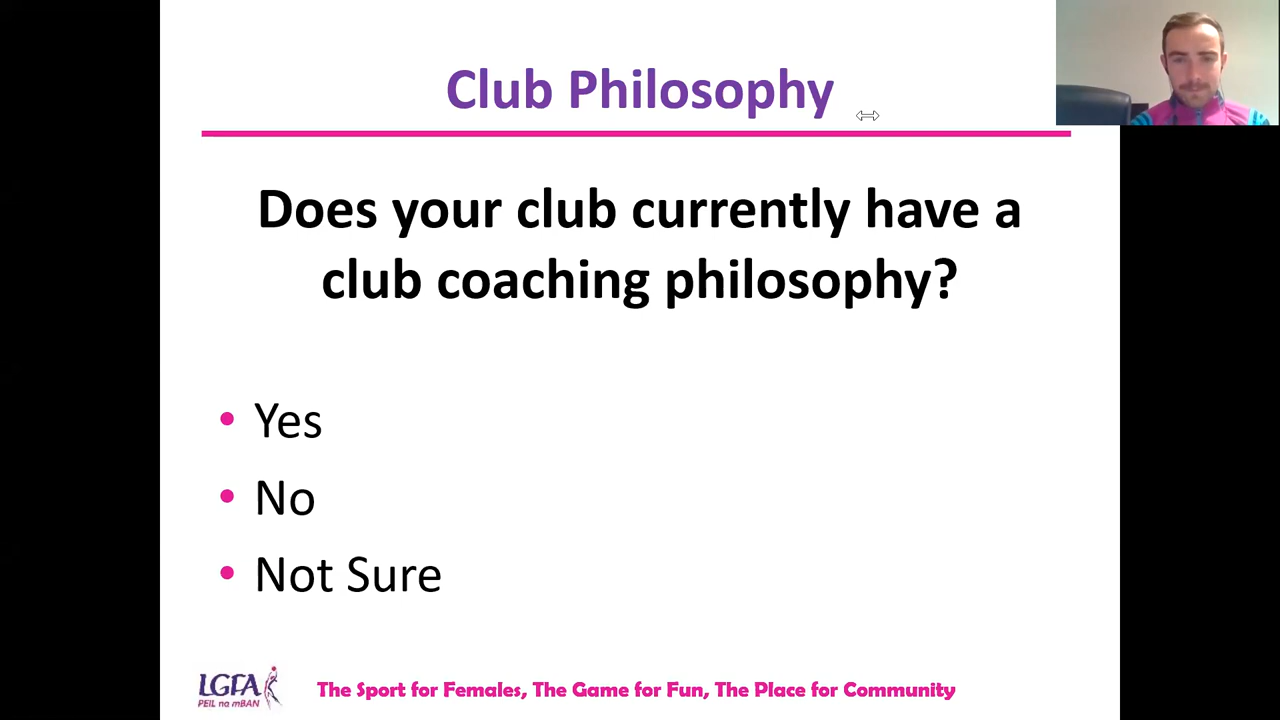 Club Philosophy
Does your club currently have a
club coaching philosophy?
• Yes
• No
• Not Sure
LGFA
PEIL na mBAN
The Sport for Females, The Game for Fun, The Place for Community